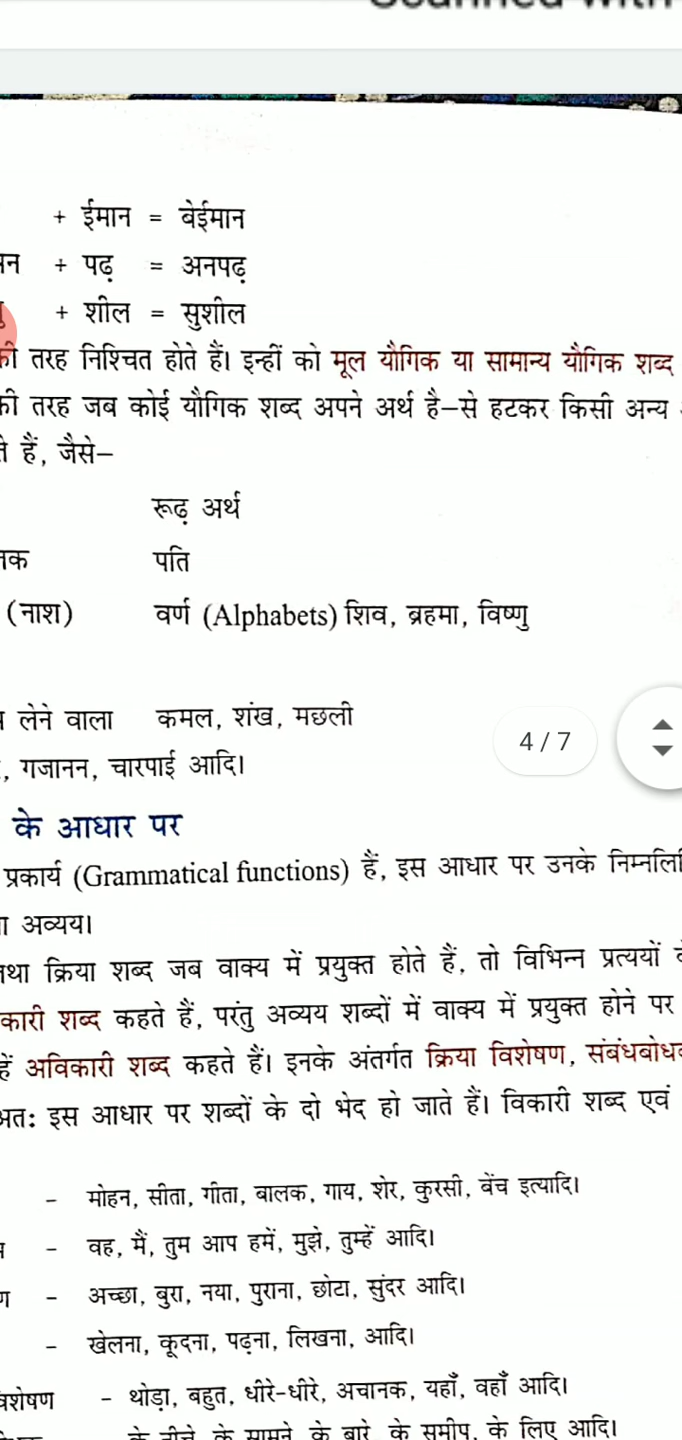 + ईमान = बेईमान
+ पढ़ = अनपढ़
+ शील = सुशील
की तरह निश्चित होते हैं। इन्हीं को मूल यौगिक या सामान्य यौगिक शब्द
की तरह जब कोई यौगिक शब्द अपने अर्थ है—से हटकर किसी अन्य
हैं, जैसे—
रूढ़ अर्थ
पति
(नाश) वर्ण (Alphabets) शिव, ब्रहमा, विष्णु
लेने वाला कमल, शंख, मछली
4 / 7
, गजानन, चारपाई आदि।
के आधार पर
प्रकार्य (Grammatical functions) हैं, इस आधार पर उनके
अव्यय।
तथा क्रिया शब्द जब वाक्य में प्रयुक्त होते हैं, तो विभिन्न प्रत्ययों
कारी शब्द कहते हैं, परंतु अव्यय शब्दों में वाक्य में प्रयुक्त होने पर
अविकारी शब्द कहते हैं। इनके अंतर्गत क्रिया विशेषण,
अत: इस आधार पर शब्दों के दो भेद हो जाते हैं। विकारी शब्द एवं
- मोहन, सीता, गीता, बालक, गाय, शेर, कुरसी, बेंच इत्यादि।
- वह, मैं, तुम आप हमें, मुझे, तुम्हें आदि।
- अच्छा, बुरा, नया, पुराना, छोटा, सुंदर आदि।
- खेलना, कूदना, पढ़ना, लिखना, आदि।
- थोड़ा, बहुत, धीरे-धीरे, अचानक, यहाँ, वहाँ आदि।
के नीचे, के सामने, के बारे, के समीप, के लिए आदि।